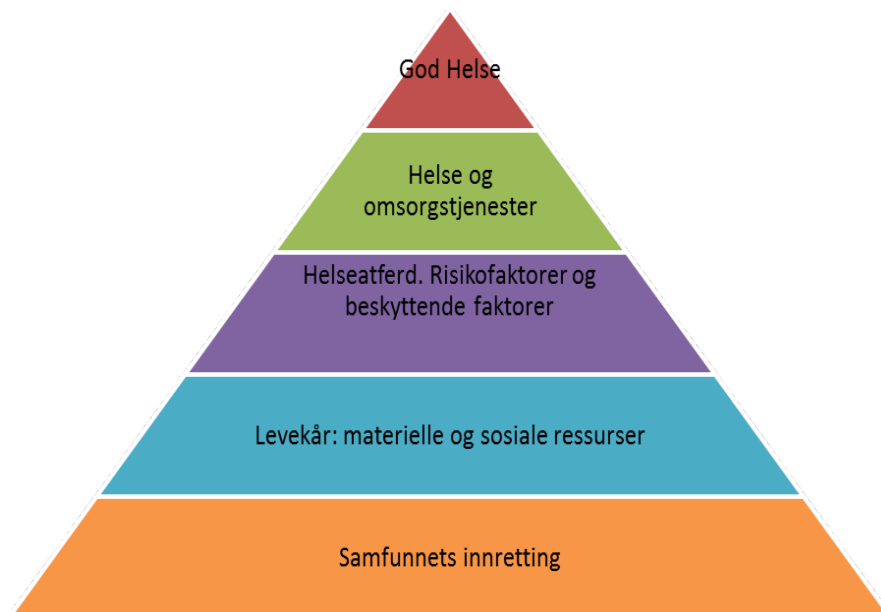 God Helse
Helse og
omsorgstjenester
Helseatferd. Risikofaktorer og
beskyttende faktorer
Levekår: materielle og sosiale ressurser
Samfunnets innretting